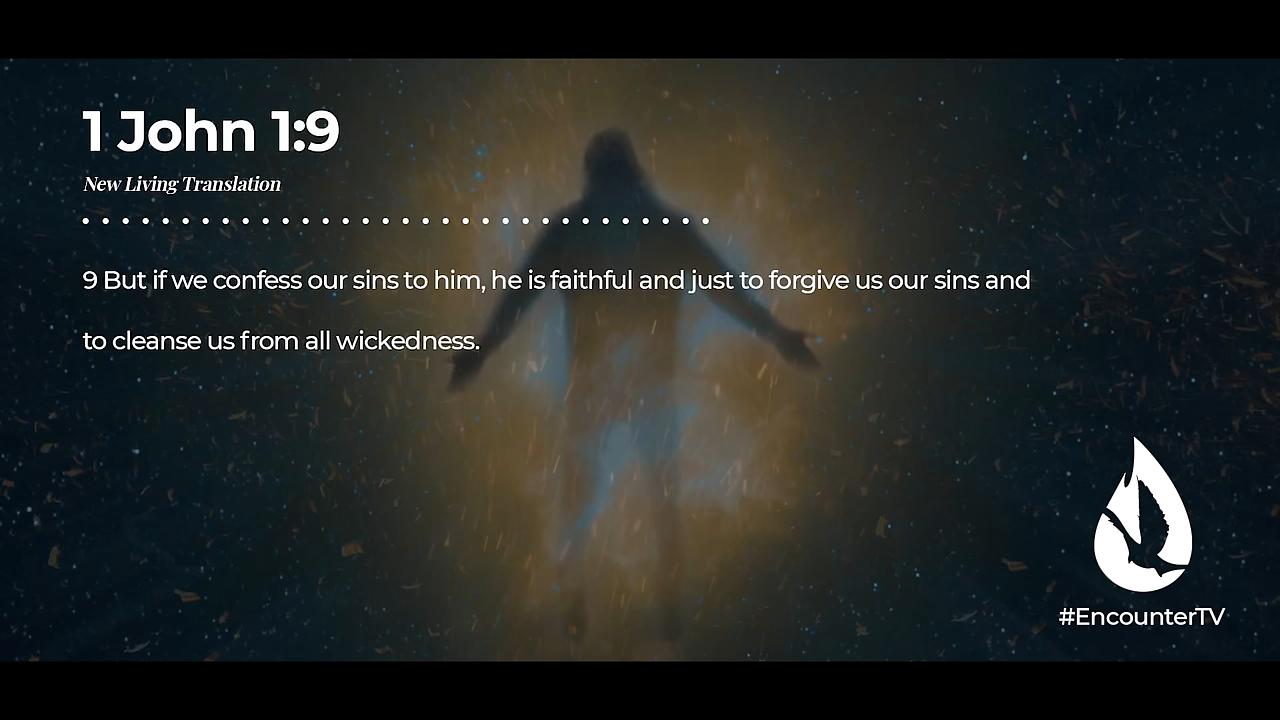 1 John 1:9
New Living Translation
9 But if we confess our sins to him, he is faithful and just to forgive us our sins and
to cleanse us from all wickedness.
#EncounterTV